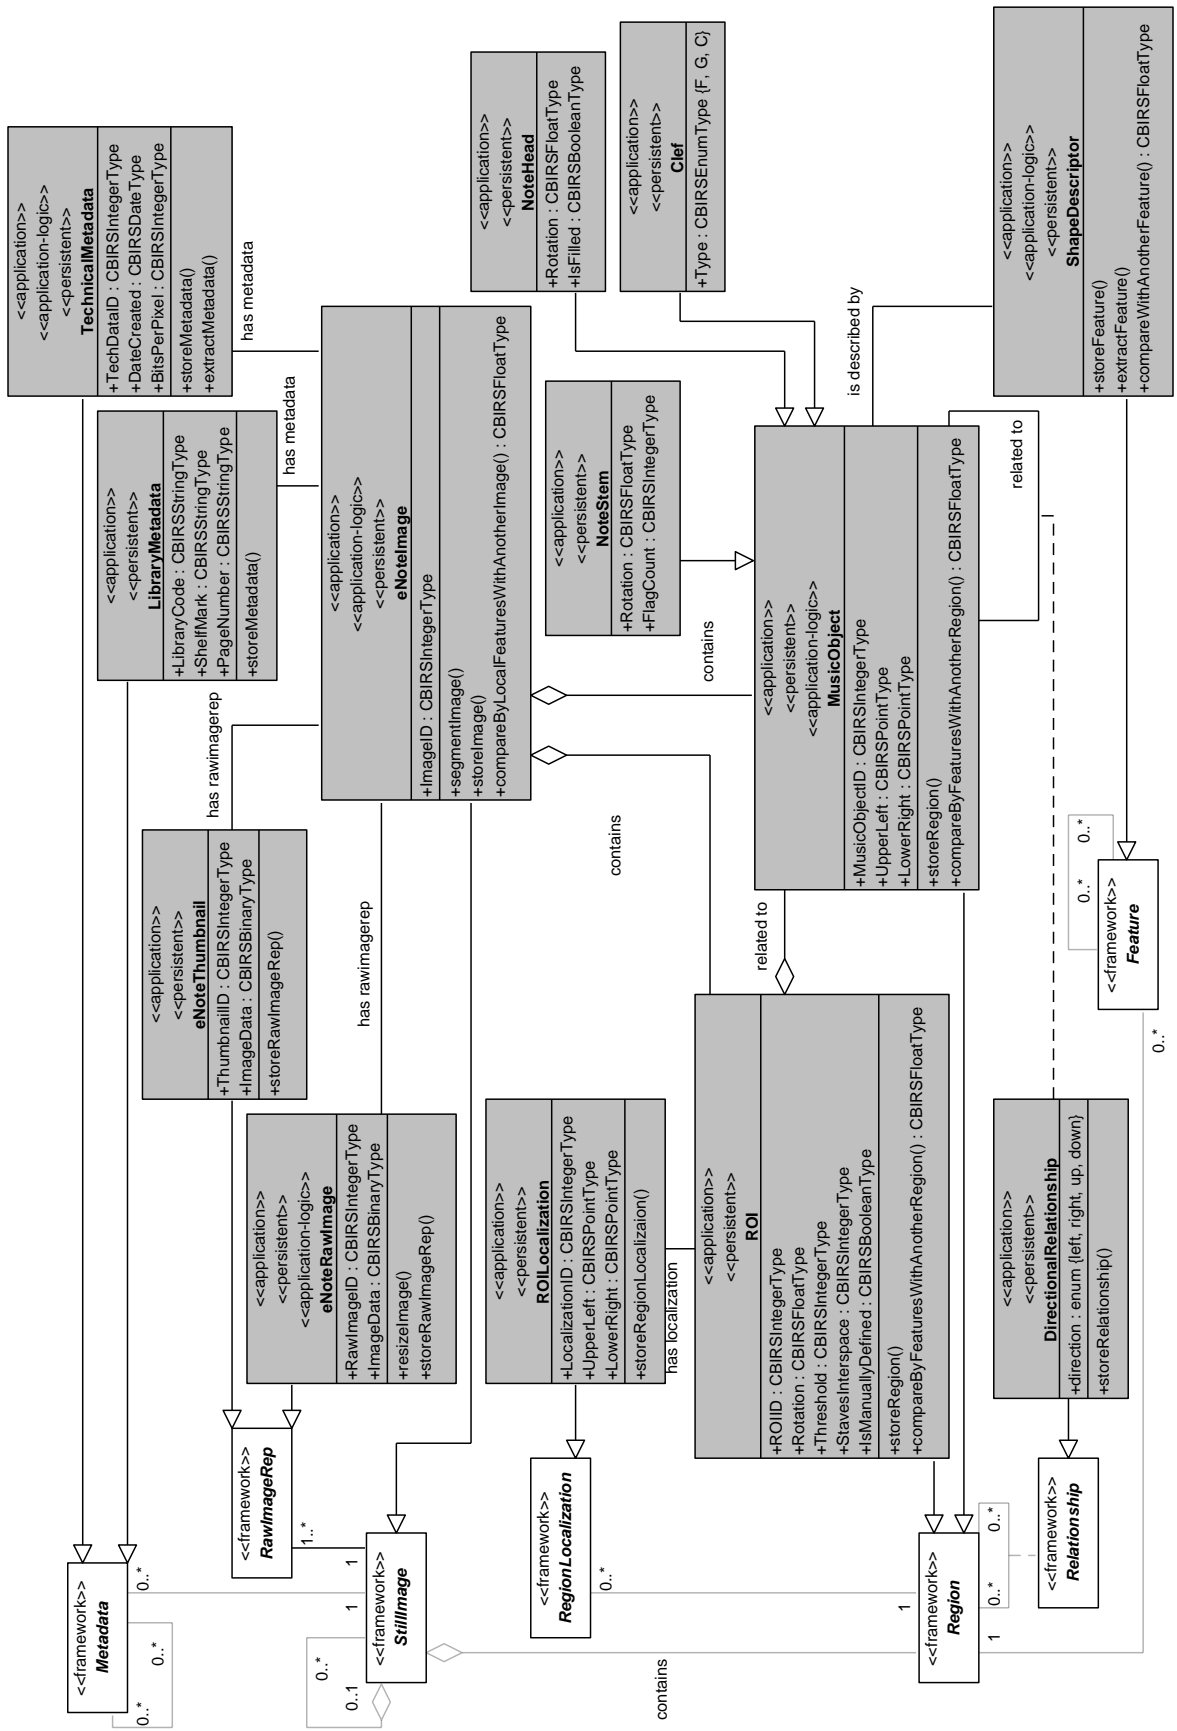 <<application>>
<<application-logic>>
<<persistent>>
TechnicalMetadata
+TechDataID : CBIRSIntegerType
+DateCreated : CBIRSDateType
+BitsPerPixel : CBIRSIntegerType
+storeMetadata()
+extractMetadata()
has metadata
<<application>>
<<persistent>>
LibraryMetadata
+LibraryCode : CBIRSStringType
+ShelfMark : CBIRSStringType
+PageNumber : CBIRSStringType
+storeMetadata()
has metadata
<<application>>
<<persistent>>
eNoteThumbnail
+ThumbnailID : CBIRSIntegerType
+ImageData : CBIRSBinaryType
+storeRawImageRep()
has rawimagerep
<<application>>
<<persistent>>
<<application-logic>>
eNoteRawImage
+RawImageID : CBIRSIntegerType
+ImageData : CBIRSBinaryType
+resizeImage()
+storeRawImageRep()
has rawimagerep
<<framework>>
Metadata
0..*
0..*
0..*
<<framework>>
RawImageRep
1..*
1
1
<<framework>>
StillImage
0..*
0..1
contains
<<application>>
<<application-logic>>
<<persistent>>
eNoteImage
+ImageID : CBIRSIntegerType
+segmentImage()
+storeImage()
+compareByLocalFeaturesWithAnotherImage() : CBIRSFloatType
contains
contains
<<application>>
<<persistent>>
NoteHead
+Rotation : CBIRSFloatType
+IsFilled : CBIRSBooleanType
<<application>>
<<persistent>>
Clef
+Type : CBIRSEnumType {F, G, C}
<<application>>
<<persistent>>
NoteStem
+Rotation : CBIRSFloatType
+FlagCount : CBIRSIntegerType
<<application>>
<<persistent>>
ROILocalization
+LocalizationID : CBIRSIntegerType
+UpperLeft : CBIRSPointType
+LowerRight : CBIRSPointType
+storeRegionLocalizaion()
has localization
<<framework>>
RegionLocalization
0..*
1
<<application>>
<<persistent>>
ROI
+ROIID : CBIRSIntegerType
+Rotation : CBIRSFloatType
+Threshold : CBIRSIntegerType
+StavesInterspace : CBIRSIntegerType
+IsManuallyDefined : CBIRSBooleanType
+storeRegion()
+compareByFeaturesWithAnotherRegion() : CBIRSFloatType
related to
<<application>>
<<persistent>>
<<application-logic>>
MusicObject
+MusicObjectID : CBIRSIntegerType
+UpperLeft : CBIRSPointType
+LowerRight : CBIRSPointType
+storeRegion()
+compareByFeaturesWithAnotherRegion() : CBIRSFloatType
is described by
related to
<<framework>>
Region
0..*
0..*
1
<<framework>>
Relationship
<<application>>
<<persistent>>
DirectionalRelationship
+direction : enum {left, right, up, down}
+storeRelationship()
<<framework>>
Feature
0..*
0..*
0..*
<<application>>
<<application-logic>>
<<persistent>>
ShapeDescriptor
+storeFeature()
+extractFeature()
+compareWithAnotherFeature() : CBIRSFloatType